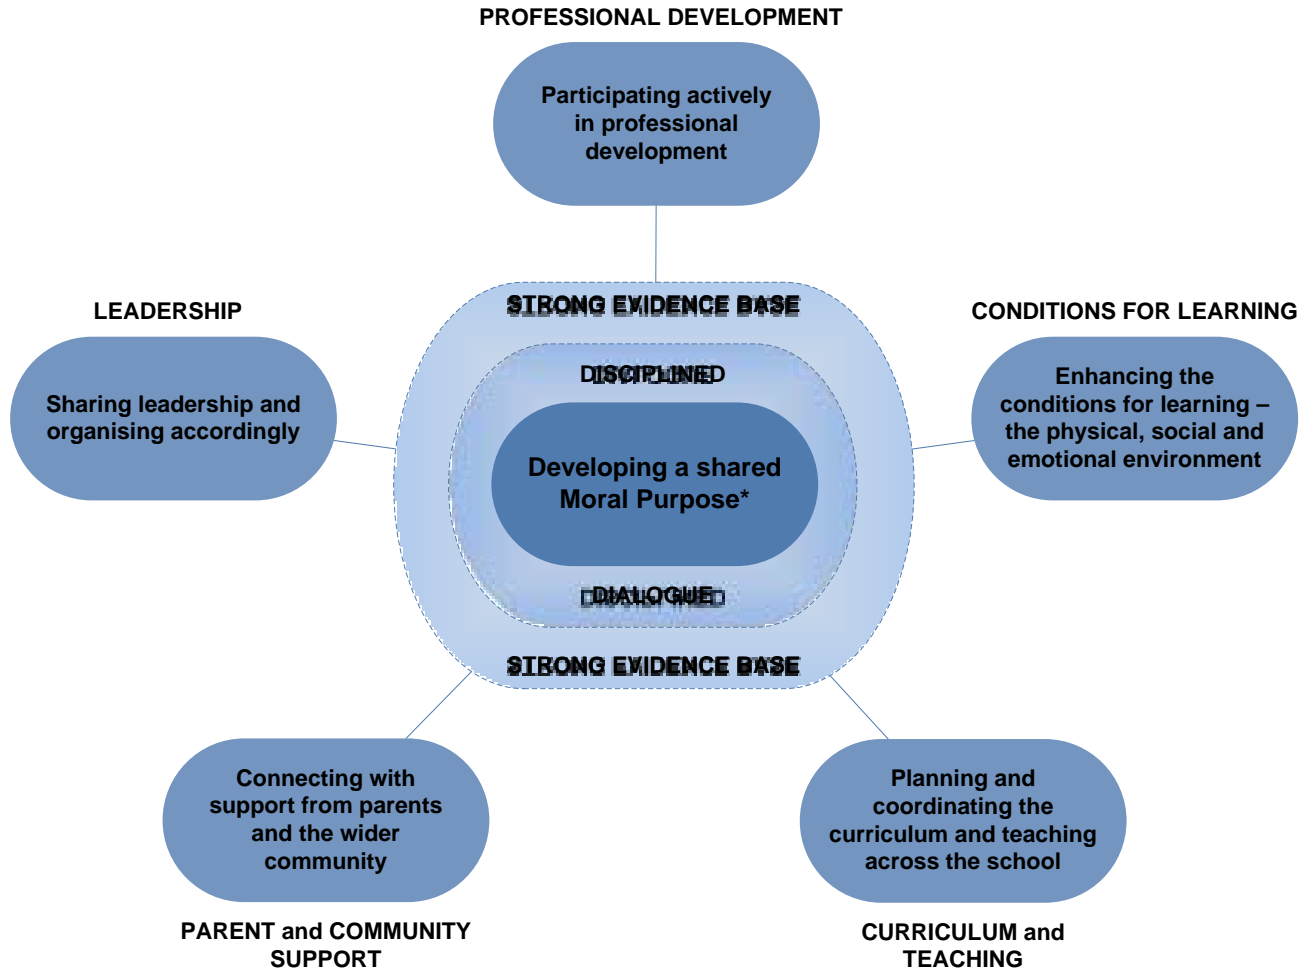 PROFESSIONAL DEVELOPMENT
Participating actively
in professional
development
LEADERSHIP
Sharing leadership and
organising accordingly
STRONG EVIDENCE BASE
DISCIPLINED
Developing a shared
Moral Purpose*
DIALOGUE
STRONG EVIDENCE BASE
CONDITIONS FOR LEARNING
Enhancing the
conditions for learning –
the physical, social and
emotional environment
Connecting with
support from parents
and the wider
community
PARENT and COMMUNITY
SUPPORT
Planning and
coordinating the
curriculum and teaching
across the school
CURRICULUM and
TEACHING